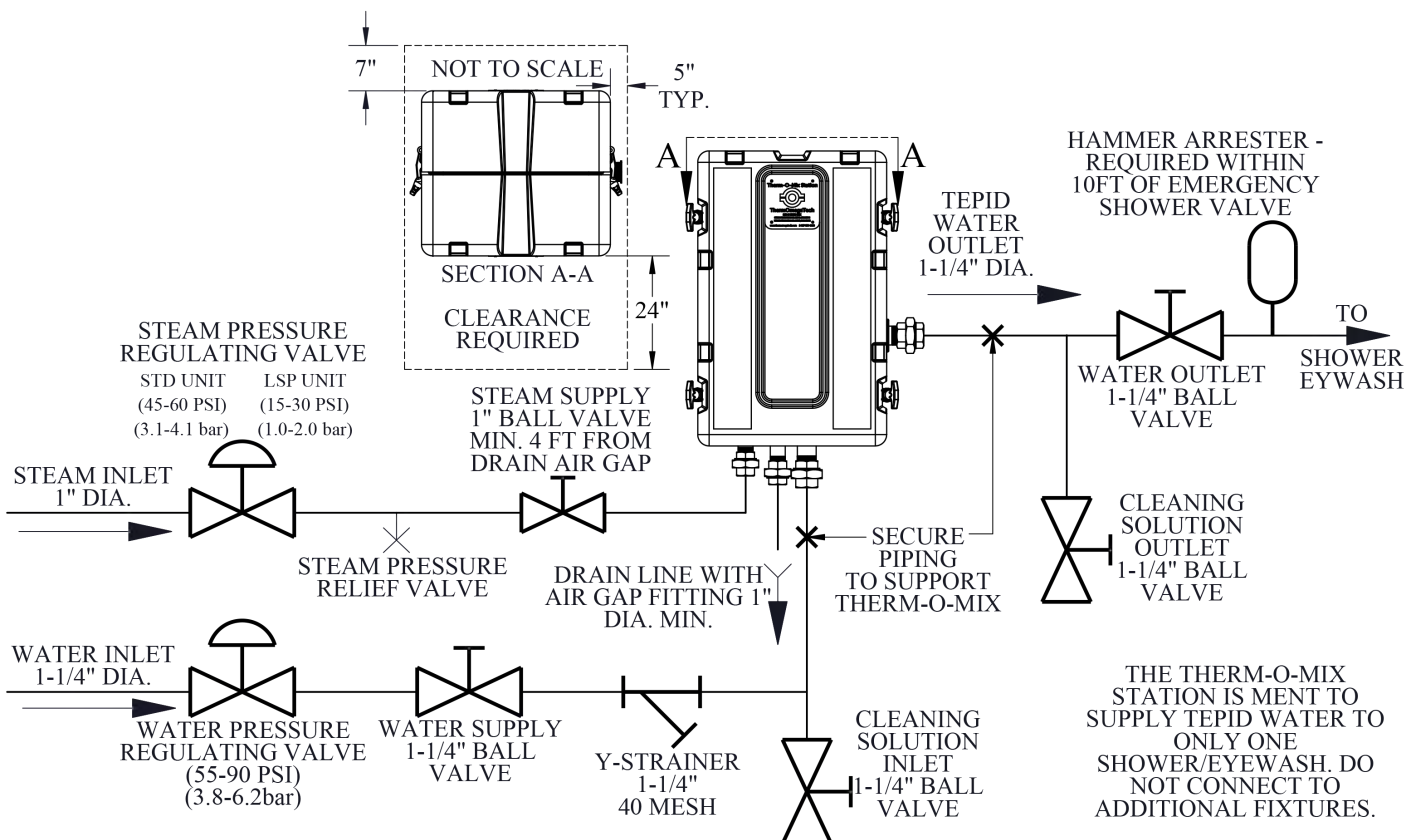 7"
NOT TO SCALE
5"
TYP.
SECTION A-A
24"
CLEARANCE
REQUIRED
A
A
Therm-O-Mix Station
ThermOmegaTech
TEPID
WATER
OUTLET
1-1/4" DIA.
HAMMER ARRESTER -
REQUIRED WITHIN
10FT OF EMERGENCY
SHOWER VALVE
TO
SHOWER
EYWASH
WATER OUTLET
1-1/4" BALL
VALVE
STEAM PRESSURE
REGULATING VALVE
STD UNIT
(45-60 PSI)
(3.1-4.1 bar)
LSP UNIT
(15-30 PSI)
(1.0-2.0 bar)
STEAM SUPPLY
1" BALL VALVE
MIN. 4 FT FROM
DRAIN AIR GAP
STEAM INLET
1" DIA.
STEAM PRESSURE
RELIEF VALVE
DRAIN LINE WITH
AIR GAP FITTING 1"
DIA. MIN.
SECURE
PIPING
TO SUPPORT
THERM-O-MIX
CLEANING
SOLUTION
OUTLET
1-1/4" BALL
VALVE
WATER INLET
1-1/4" DIA.
WATER PRESSURE
REGULATING VALVE
(55-90 PSI)
(3.8-6.2bar)
WATER SUPPLY
1-1/4" BALL
VALVE
Y-STRAINER
1-1/4"
40 MESH
CLEANING
SOLUTION
INLET
1-1/4" BALL
VALVE
THE THERM-O-MIX
STATION IS MENT TO
SUPPLY TEPID WATER TO
ONLY ONE
SHOWER/EYEWASH. DO
NOT CONNECT TO
ADDITIONAL FIXTURES.